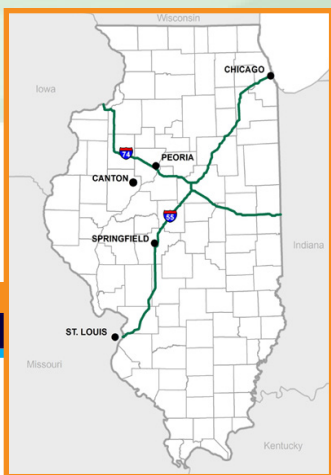 Wisconsin
CHICAGO
Iowa
74
PEORIA
CANTON
55
SPRINGFIELD
Indiana
ST. LOUIS
Missouri
Kentucky